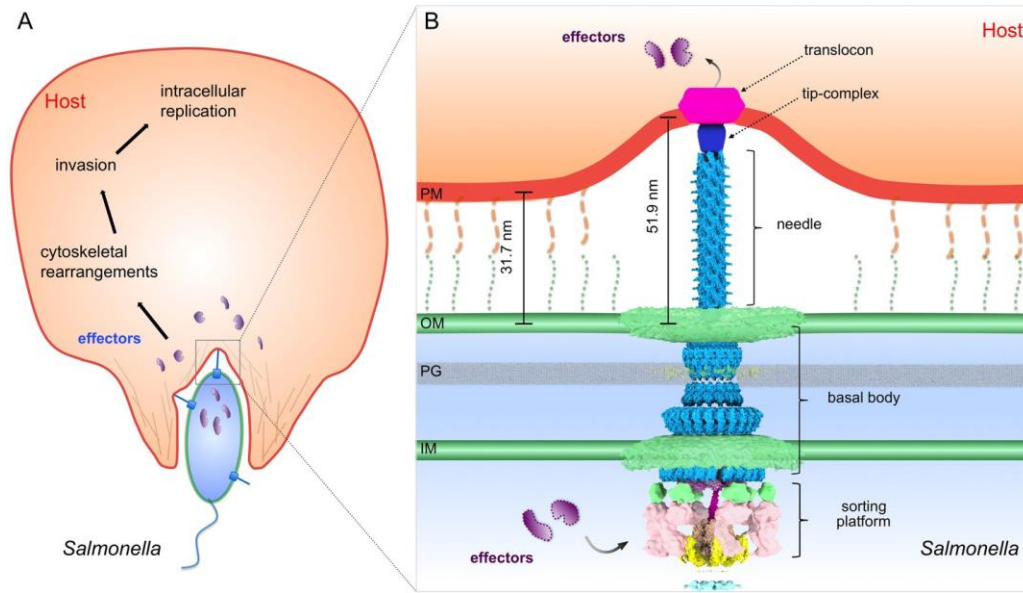 A
Host
intracellular
replication
invasion
cytoskeletal
rearrangements
effectors
Salmonella
B
Host
effectors
translocon
tip-complex
PM
31.7 nm
51.9 nm
needle
OM
PG
basal body
IM
sorting
platform
effectors
Salmonella